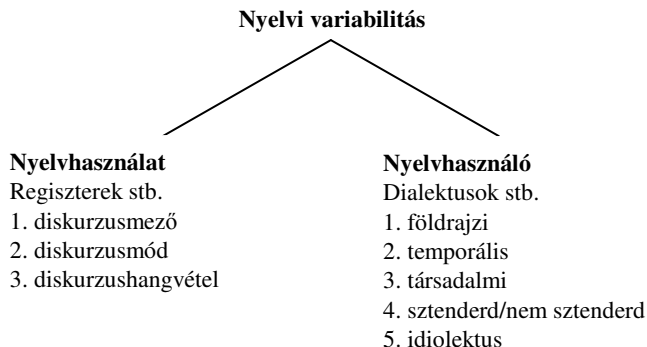 Nyelvi variabilitás
Nyelvhasználat
Regiszterek stb.
1. diskurzusmező
2. diskurzusmód
3. diskurzushangvétel
Nyelvhasználó
Dialektusok stb.
1. földrajzi
2. temporális
3. társadalmi
4. sztenderd/nem sztenderd
5. idiolektus